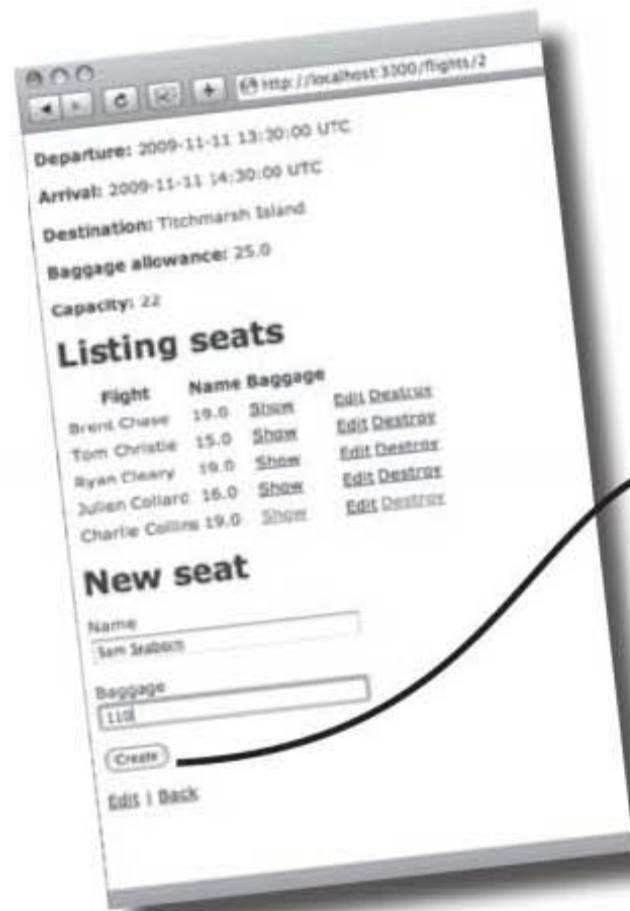 http://localhost:3000/flights/2
Departure: 2009-11-11 13:30:00 UTC
Arrival: 2009-11-11 14:30:00 UTC
Destination: Titchmarsh Island
Baggage allowance: 25.0
Capacity: 22
Listing seats
Flight Name Baggage
Brent Chase 19.0 Show Edit Destroy
Tom Christie 15.0 Show Edit Destroy
Ryan Cleary 19.0 Show Edit Destroy
Julien Collard 16.0 Show Edit Destroy
Charlie Collins 19.0 Show Edit Destroy
New seat
Name
Sam Seaborn
Baggage
110
Create
Edit | Back